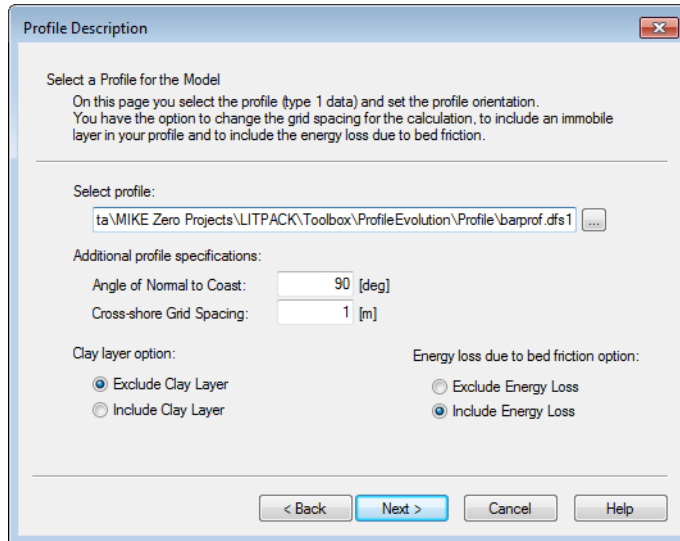 Profile Description
Select a Profile for the Model
On this page you select the profile (type 1 data) and set the profile orientation.
You have the option to change the grid spacing for the calculation, to include an immobile
layer in your profile and to include the energy loss due to bed friction.
Select profile:
ta\MIKE Zero Projects\LITPACK\Toolbox\ProfileEvolution\Profile\barprof.dfs1 ...
Additional profile specifications:
Angle of Normal to Coast: 90 [deg]
Cross-shore Grid Spacing: 1 [m]
Clay layer option: Energy loss due to bed friction option:
Exclude Clay Layer Exclude Energy Loss
Include Clay Layer Include Energy Loss
< Back Next > Cancel Help